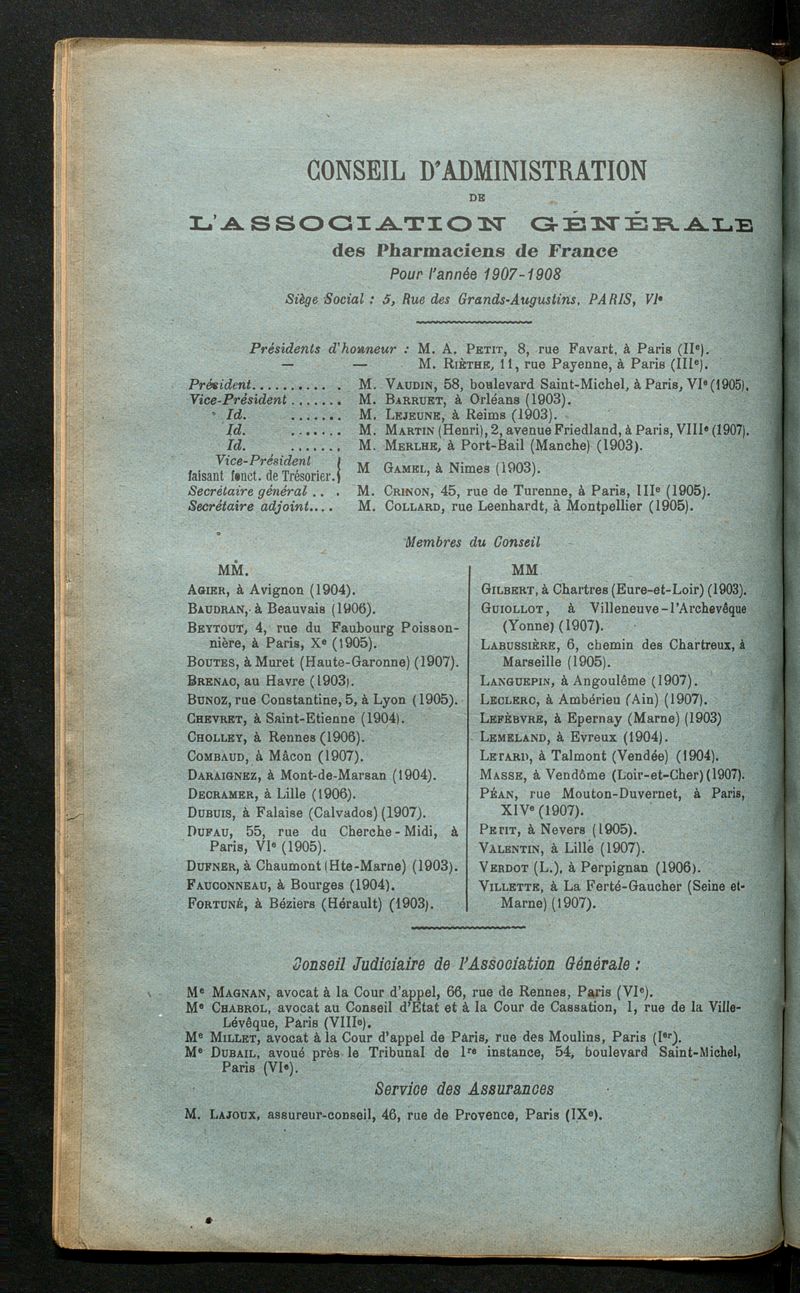 CONSEIL D'ADMINISTRATION
DE
L'ASSOCIATION GÉNÉRALE
des Pharmaciens de France
Pour l'année 1907-1908
Siège Social : 5, Rue des Grands-Augustins, PARIS, VIe
Présidents d'honneur : M. A. PETIT, 8, rue Favart, à Paris (IIe).
— — M. RIÈTHE, 11, rue Payenne, à Paris (IIIe).
Président.......... . M. VAUDIN, 58, boulevard Saint-Michel, à Paris, VIe (1905).
Vice-Président....... M. BARRUET, à Orléans (1903).
Id. ....... M. LEJEUNE, à Reims (1903).
Id. ....... M. MARTIN (Henri), 2, avenue Friedland, à Paris, VIIIe (1907).
Id. ....... M. MERLHE, à Port-Bail (Manche) (1903).
Vice-Président
faisant fonct. de Trésorier. } M GAMEL, à Nimes (1903).
Secrétaire général .. . M. CRINON, 45, rue de Turenne, à Paris, IIIe (1905).
Secrétaire adjoint.... M. COLLARD, rue Leenhardt, à Montpellier (1905).
Membres du Conseil
MM.
AGIER, à Avignon (1904).
BAUDRAN, à Beauvais (1906).
BEYTOUT, 4, rue du Faubourg Poisson-
nière, à Paris, Xe (1905).
BOUTES, à Muret (Haute-Garonne) (1907).
BRENAC, au Havre (1903).
BUNOZ, rue Constantine, 5, à Lyon (1905).
CHEVRET, à Saint-Etienne (1904).
CHOLLEY, à Rennes (1906).
COMBAUD, à Mâcon (1907).
DARAIGNEZ, à Mont-de-Marsan (1904).
DECRAMER, à Lille (1906).
DUBUIS, à Falaise (Calvados) (1907).
DUFAU, 55, rue du Cherche-Midi, à
Paris, VIe (1905).
DUFNER, à Chaumont (Hte-Marne) (1903).
FAUCONNEAU, à Bourges (1904).
FORTUNÉ, à Béziers (Hérault) (1903).
MM
GILBERT, à Chartres (Eure-et-Loir) (1903).
GUIOLLOT, à Villeneuve-l'Archevêque
(Yonne) (1907).
LABUSSIÈRE, 6, chemin des Chartreux, à
Marseille (1905).
LANGUEPIN, à Angoulême (1907).
LECLERC, à Ambérieu (Ain) (1907).
LEFÈBVRE, à Epernay (Marne) (1903)
LEMELAND, à Evreux (1904).
LETARD, à Talmont (Vendée) (1904).
MASSE, à Vendôme (Loir-et-Cher) (1907).
PÉAN, rue Mouton-Duvernet, à Paris,
XIVe (1907).
PETIT, à Nevers (1905).
VALENTIN, à Lille (1907).
VERDOT (L.), à Perpignan (1906).
VILLETTE, à La Ferté-Gaucher (Seine et-
Marne) (1907).
Conseil Judiciaire de l'Association Générale :
Me MAGNAN, avocat à la Cour d'appel, 66, rue de Rennes, Paris (VIe).
Me CHABROL, avocat au Conseil d'Etat et à la Cour de Cassation, 1, rue de la Ville-
Lévêque, Paris (VIIIe).
Me MILLET, avocat à la Cour d'appel de Paris, rue des Moulins, Paris (Ier).
Me DUBAIL, avoué près le Tribunal de 1re instance, 54, boulevard Saint-Michel,
Paris (VIe).
Service des Assurances
M. LAJOUX, assureur-conseil, 46, rue de Provence, Paris (IXe).